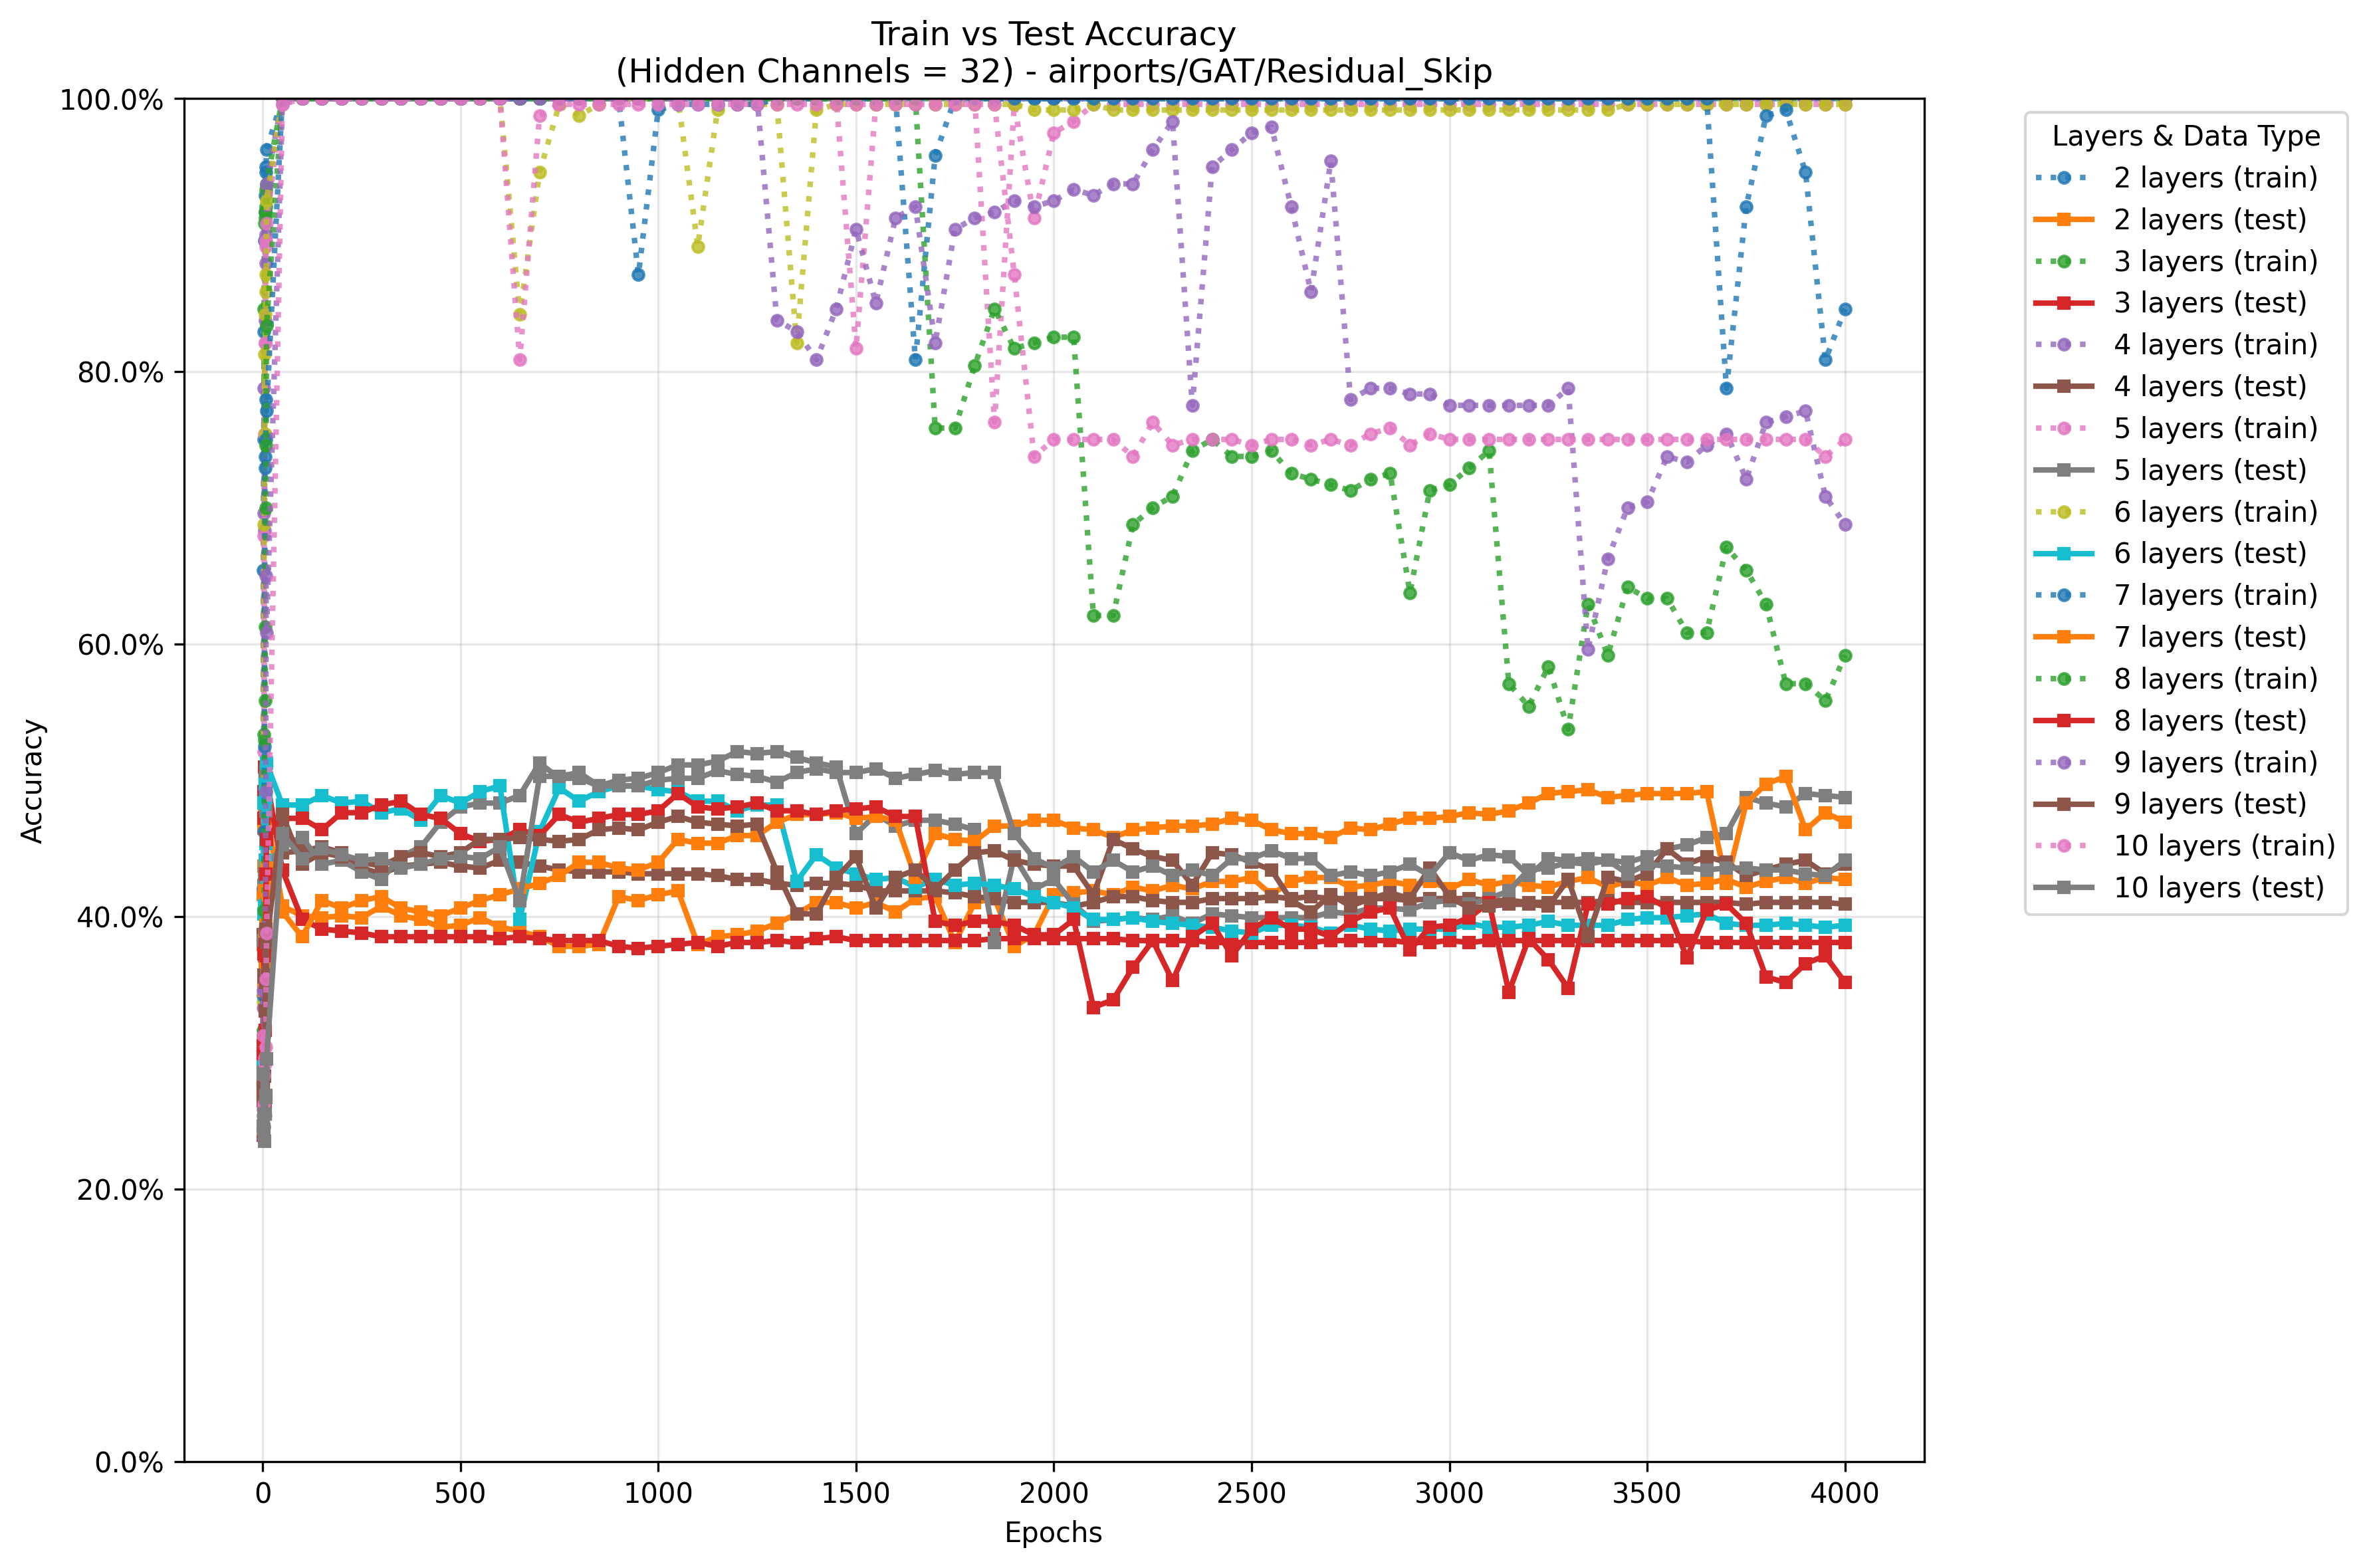 Train vs Test Accuracy
(Hidden Channels = 32) - airports/GAT/Residual_Skip
100.0%
80.0%
60.0%
40.0%
20.0%
0.0%
Accuracy
0
500
1000
1500
2000
2500
3000
3500
4000
Epochs
Layers & Data Type
2 layers (train)
2 layers (test)
3 layers (train)
3 layers (test)
4 layers (train)
4 layers (test)
5 layers (train)
5 layers (test)
6 layers (train)
6 layers (test)
7 layers (train)
7 layers (test)
8 layers (train)
8 layers (test)
9 layers (train)
9 layers (test)
10 layers (train)
10 layers (test)